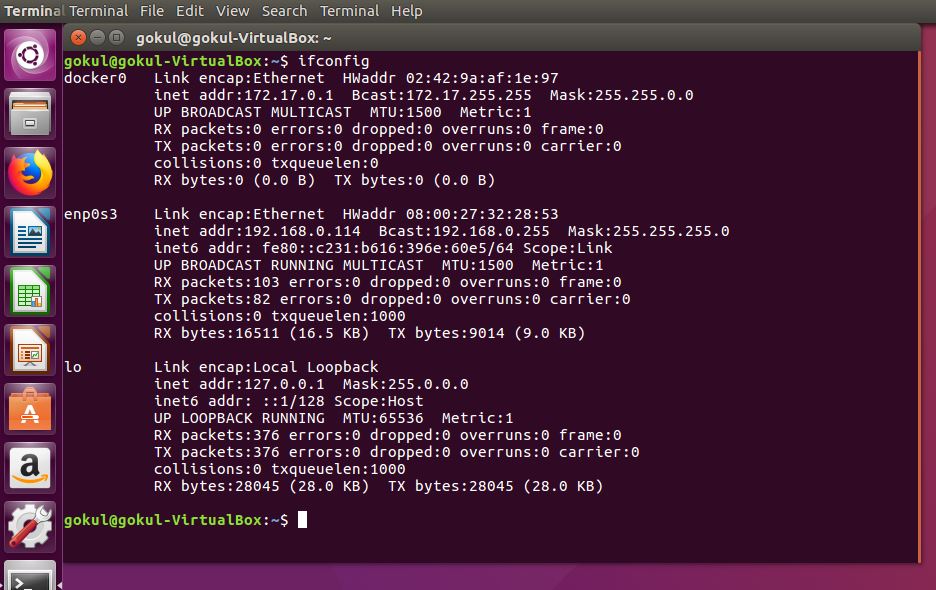 Terminal Terminal File Edit View Search Terminal Help
gokul@gokul-VirtualBox: ~
gokul@gokul-VirtualBox:~$ ifconfig
docker0   Link encap:Ethernet  HWaddr 02:42:9a:af:1e:97
          inet addr:172.17.0.1  Bcast:172.17.255.255  Mask:255.255.0.0
          UP BROADCAST MULTICAST  MTU:1500  Metric:1
          RX packets:0 errors:0 dropped:0 overruns:0 frame:0
          TX packets:0 errors:0 dropped:0 overruns:0 carrier:0
          collisions:0 txqueuelen:0
          RX bytes:0 (0.0 B)  TX bytes:0 (0.0 B)

enp0s3    Link encap:Ethernet  HWaddr 08:00:27:32:28:53
          inet addr:192.168.0.114  Bcast:192.168.0.255  Mask:255.255.255.0
          inet6 addr: fe80::c231:b616:396e:60e5/64 Scope:Link
          UP BROADCAST RUNNING MULTICAST  MTU:1500  Metric:1
          RX packets:103 errors:0 dropped:0 overruns:0 frame:0
          TX packets:82 errors:0 dropped:0 overruns:0 carrier:0
          collisions:0 txqueuelen:1000
          RX bytes:16511 (16.5 KB)  TX bytes:9014 (9.0 KB)

lo        Link encap:Local Loopback
          inet addr:127.0.0.1  Mask:255.0.0.0
          inet6 addr: ::1/128 Scope:Host
          UP LOOPBACK RUNNING  MTU:65536  Metric:1
          RX packets:376 errors:0 dropped:0 overruns:0 frame:0
          TX packets:376 errors:0 dropped:0 overruns:0 carrier:0
          collisions:0 txqueuelen:1000
          RX bytes:28045 (28.0 KB)  TX bytes:28045 (28.0 KB)

gokul@gokul-VirtualBox:~$